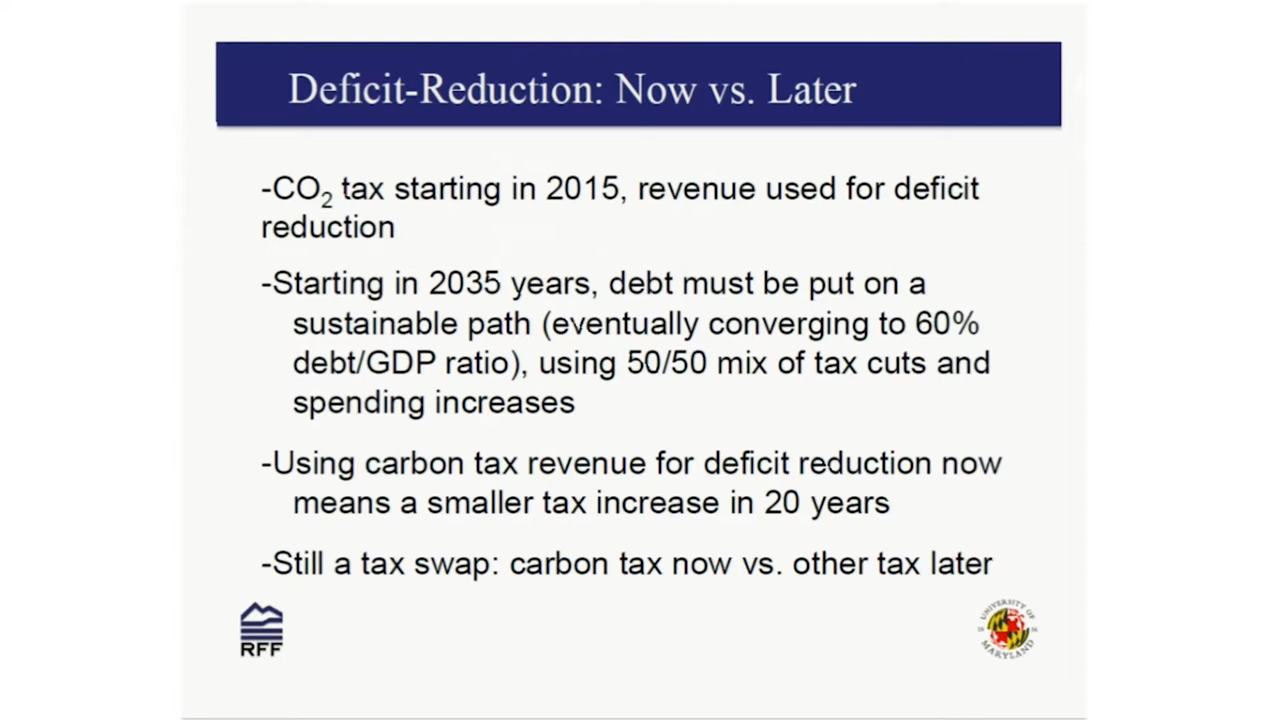 Deficit-Reduction: Now vs. Later
-CO₂ tax starting in 2015, revenue used for deficit
reduction
-Starting in 2035 years, debt must be put on a
sustainable path (eventually converging to 60%
debt/GDP ratio), using 50/50 mix of tax cuts and
spending increases
-Using carbon tax revenue for deficit reduction now
means a smaller tax increase in 20 years
-Still a tax swap: carbon tax now vs. other tax later
RFF
UNIVERSITY OF
MARYLAND